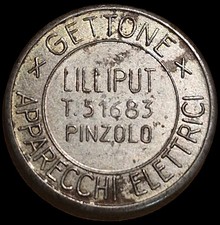 GETTONE
LILLIPUT
T.51683
PINZOLO
APPARECCHI ELETTRICI